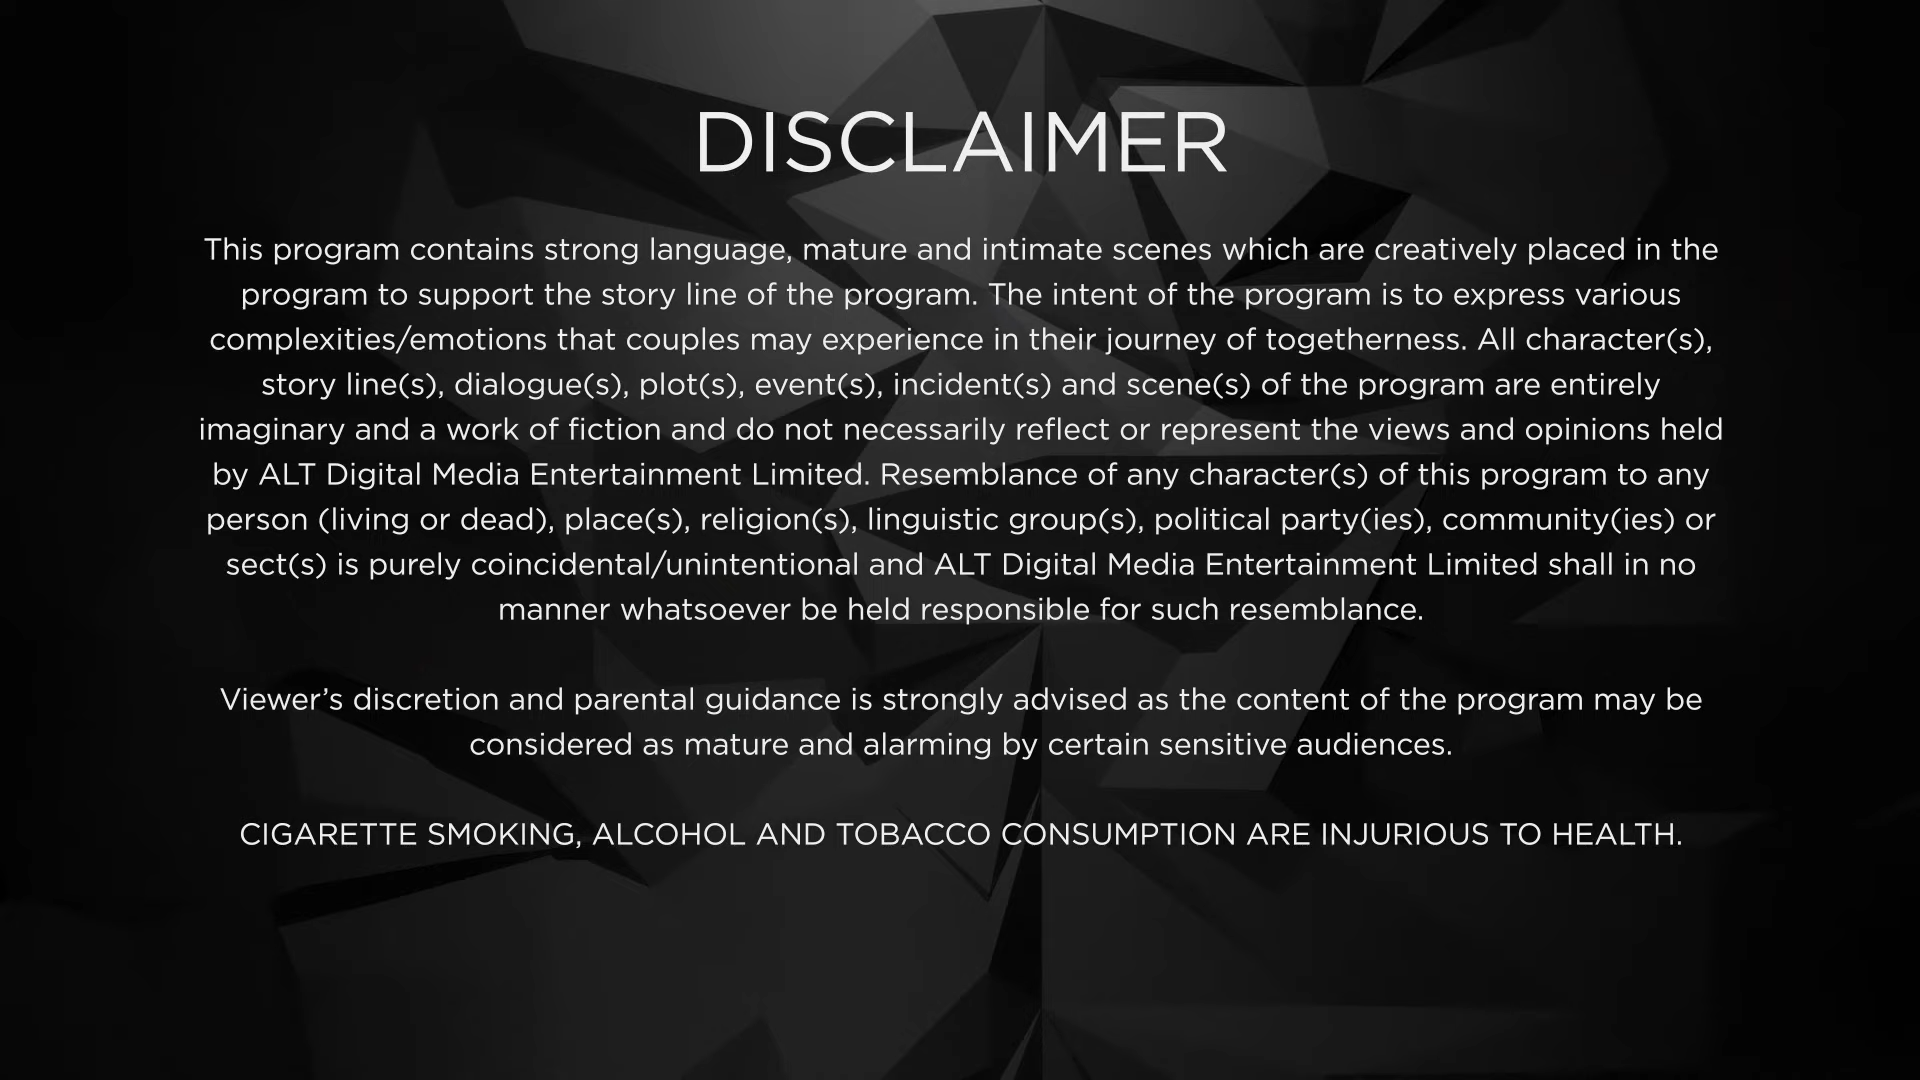 DISCLAIMER
This program contains strong language, mature and intimate scenes which are creatively placed in the
program to support the story line of the program. The intent of the program is to express various
complexities/emotions that couples may experience in their journey of togetherness. All character(s),
story line(s), dialogue(s), plot(s), event(s), incident(s) and scene(s) of the program are entirely
imaginary and a work of fiction and do not necessarily reflect or represent the views and opinions held
by ALT Digital Media Entertainment Limited. Resemblance of any character(s) of this program to any
person (living or dead), place(s), religion(s), linguistic group(s), political party(ies), community(ies) or
sect(s) is purely coincidental/unintentional and ALT Digital Media Entertainment Limited shall in no
manner whatsoever be held responsible for such resemblance.
Viewer’s discretion and parental guidance is strongly advised as the content of the program may be
considered as mature and alarming by certain sensitive audiences.
CIGARETTE SMOKING, ALCOHOL AND TOBACCO CONSUMPTION ARE INJURIOUS TO HEALTH.